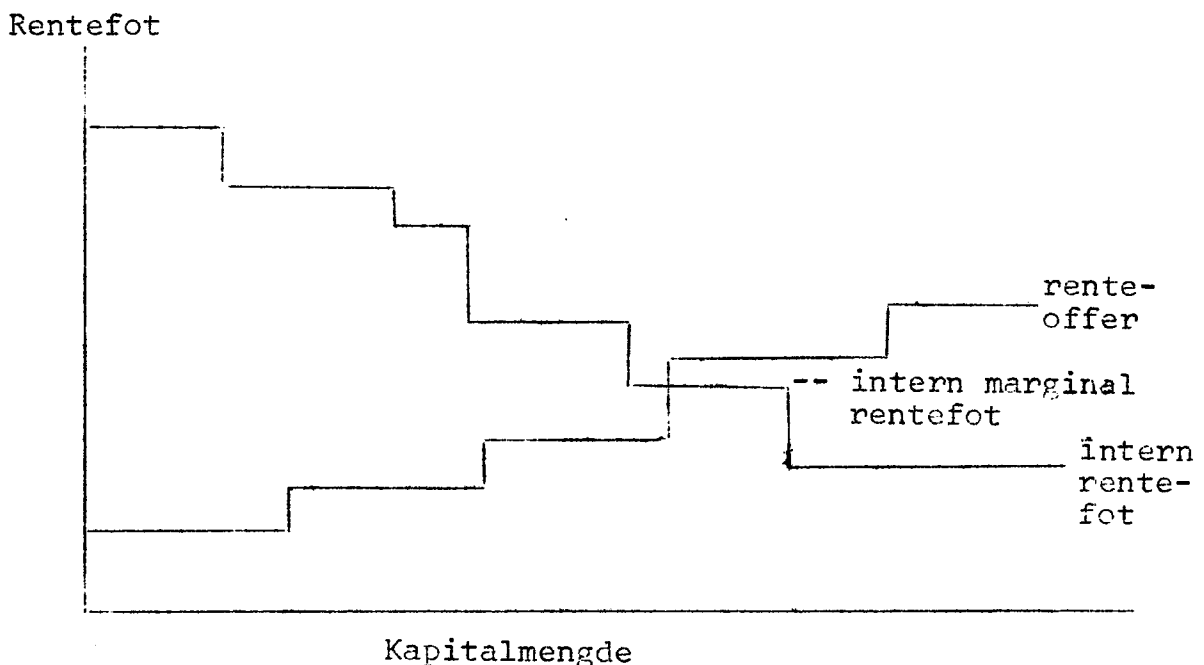 Rentefot
rente-
offer
-- intern marginal
rentefot
intern
rente-
fot
Kapitalmengde